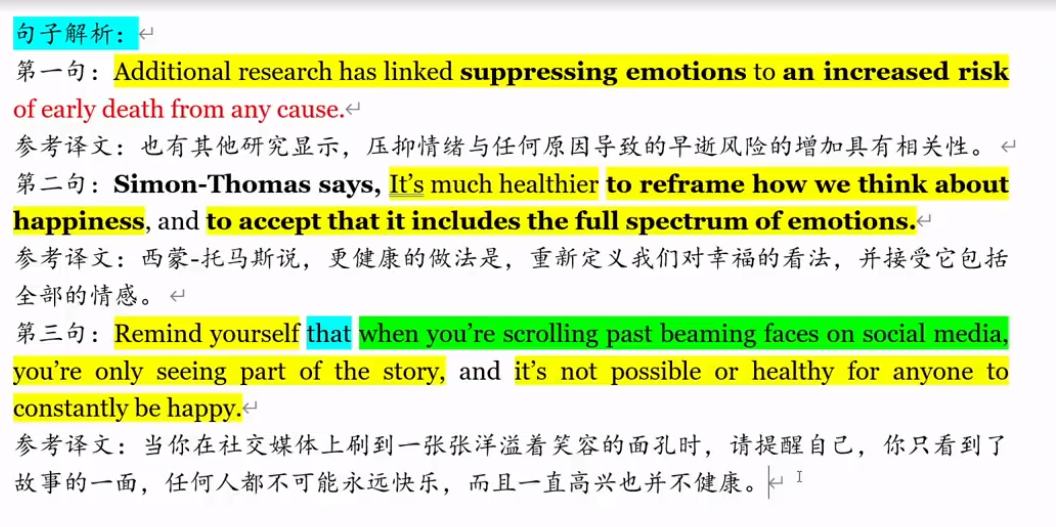 句子解析：
第一句：Additional research has linked suppressing emotions to an increased risk
of early death from any cause.
参考译文：也有其他研究显示，压抑情绪与任何原因导致的早逝风险的增加具有相关性。
第二句：Simon-Thomas says, It’s much healthier to reframe how we think about
happiness, and to accept that it includes the full spectrum of emotions.
参考译文：西蒙-托马斯说，更健康的做法是，重新定义我们对幸福的看法，并接受它包括
全部的情感。
第三句：Remind yourself that when you’re scrolling past beaming faces on social media,
you’re only seeing part of the story, and it’s not possible or healthy for anyone to
constantly be happy.
参考译文：当你在社交媒体上刷到一张张洋溢着笑容的面孔时，请提醒自己，你只看到了
故事的一面，任何人都不可能永远快乐，而且一直高兴也并不健康。